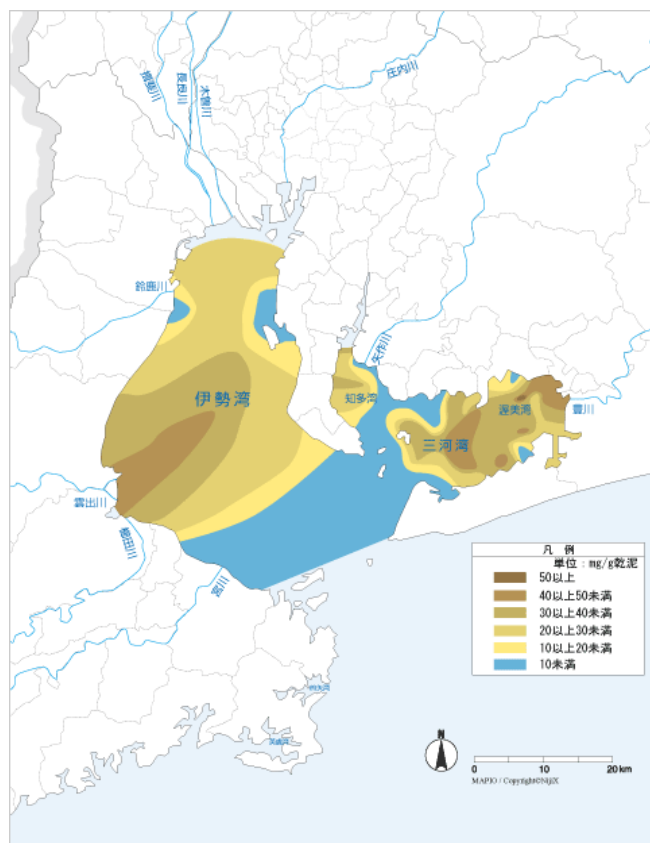 揖斐川
長良川
木曽川
庄内川
鈴鹿川
矢作川
伊勢湾
知多湾
渥美湾
豊川
三河湾
雲出川
櫛田川
宮川
凡 例
単位：mg/g乾泥
50以上
40以上50未満
30以上40未満
20以上30未満
10以上20未満
10未満
N
0 10 20km
MAPIO / Copyright©NijiX